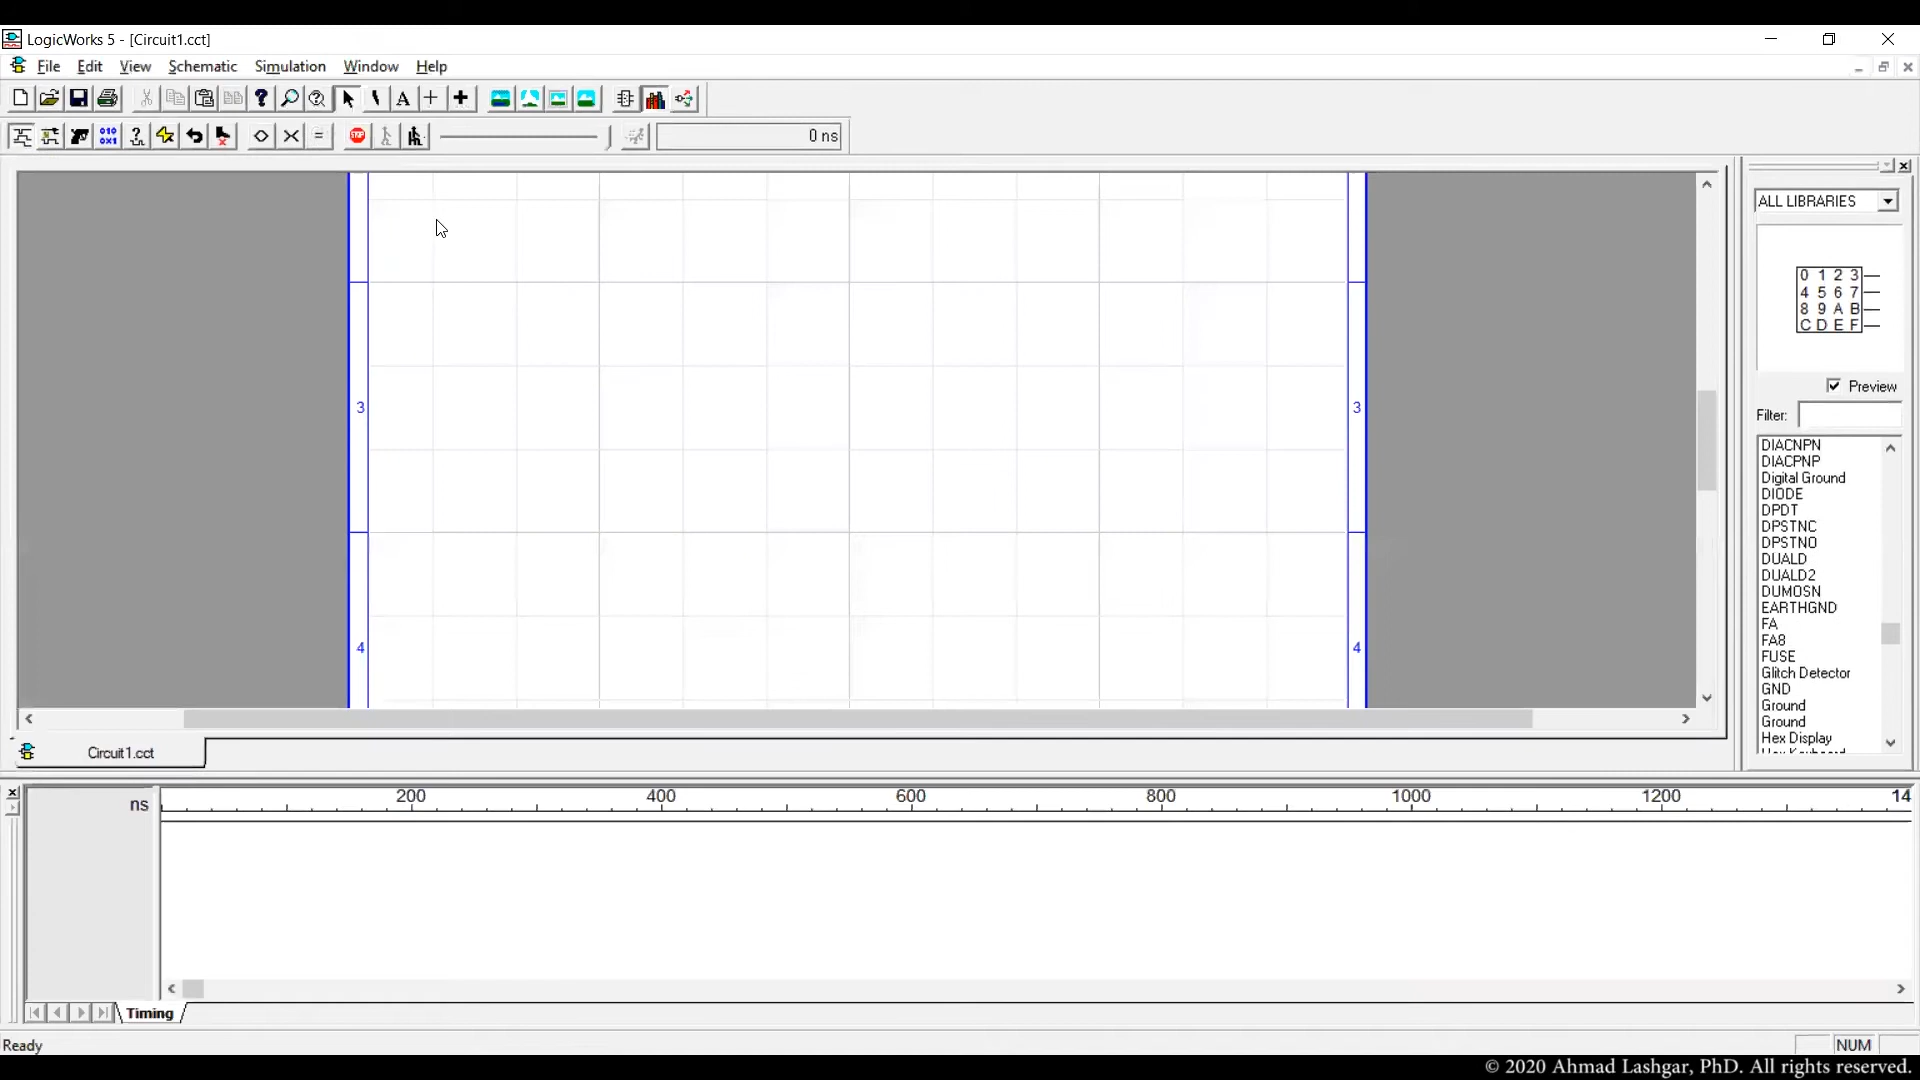 LogicWorks 5 - [Circuit1.cct]
File Edit View Schematic Simulation Window Help
A
010
0X1
STOP
0 ns
ALL LIBRARIES
0 1 2 3
4 5 6 7
8 9 A B
C D E F
Preview
Filter:
DIACNPN
DIACPNP
Digital Ground
DIODE
DPDT
DPSTNC
DPSTNO
DUALD
DUALD2
DUMOSN
EARTHGND
FA
FA8
FUSE
Glitch Detector
GND
Ground
Ground
Hex Display
3 3
4 4
Circuit1.cct
ns 200 400 600 800 1000 1200 14
Timing
Ready
NUM
© 2020 Ahmad Lashgar, PhD. All rights reserved.